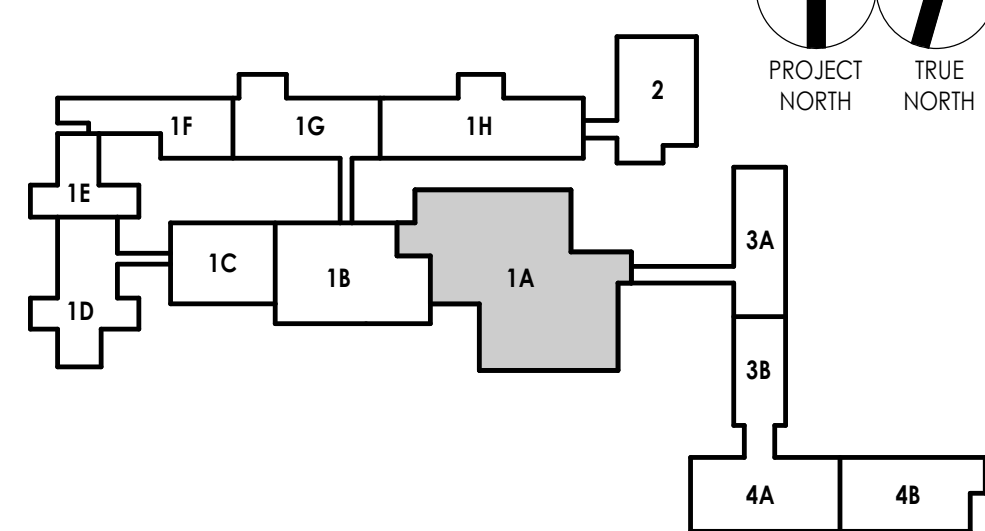 PROJECT
NORTH
TRUE
NORTH
2
1F
1G
1H
1E
3A
1C
1B
1A
1D
3B
4A
4B